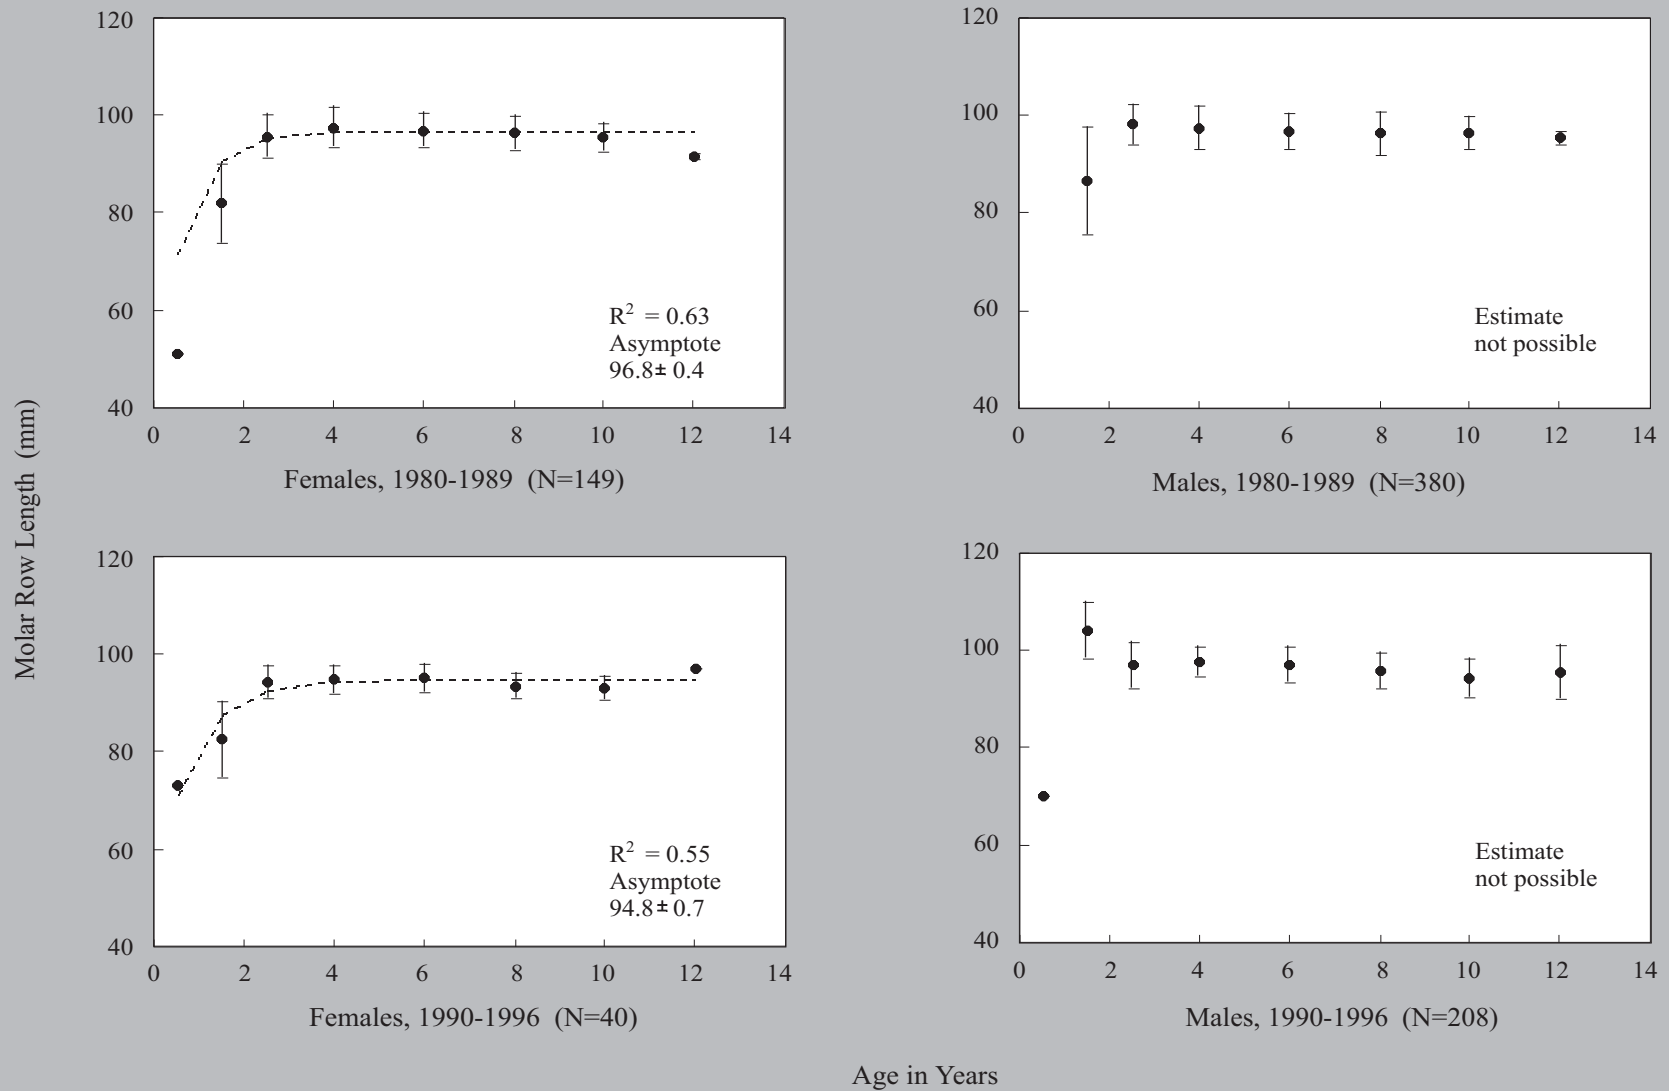 Molar Row Length (mm)
120
100
80
60
40
0 2 4 6 8 10 12 14
R² = 0.63
Asymptote
96.8± 0.4
Females, 1980-1989 (N=149)
120
100
80
60
40
0 2 4 6 8 10 12 14
Estimate
not possible
Males, 1980-1989 (N=380)
120
100
80
60
40
0 2 4 6 8 10 12 14
R² = 0.55
Asymptote
94.8± 0.7
Females, 1990-1996 (N=40)
120
100
80
60
40
0 2 4 6 8 10 12 14
Estimate
not possible
Males, 1990-1996 (N=208)
Age in Years